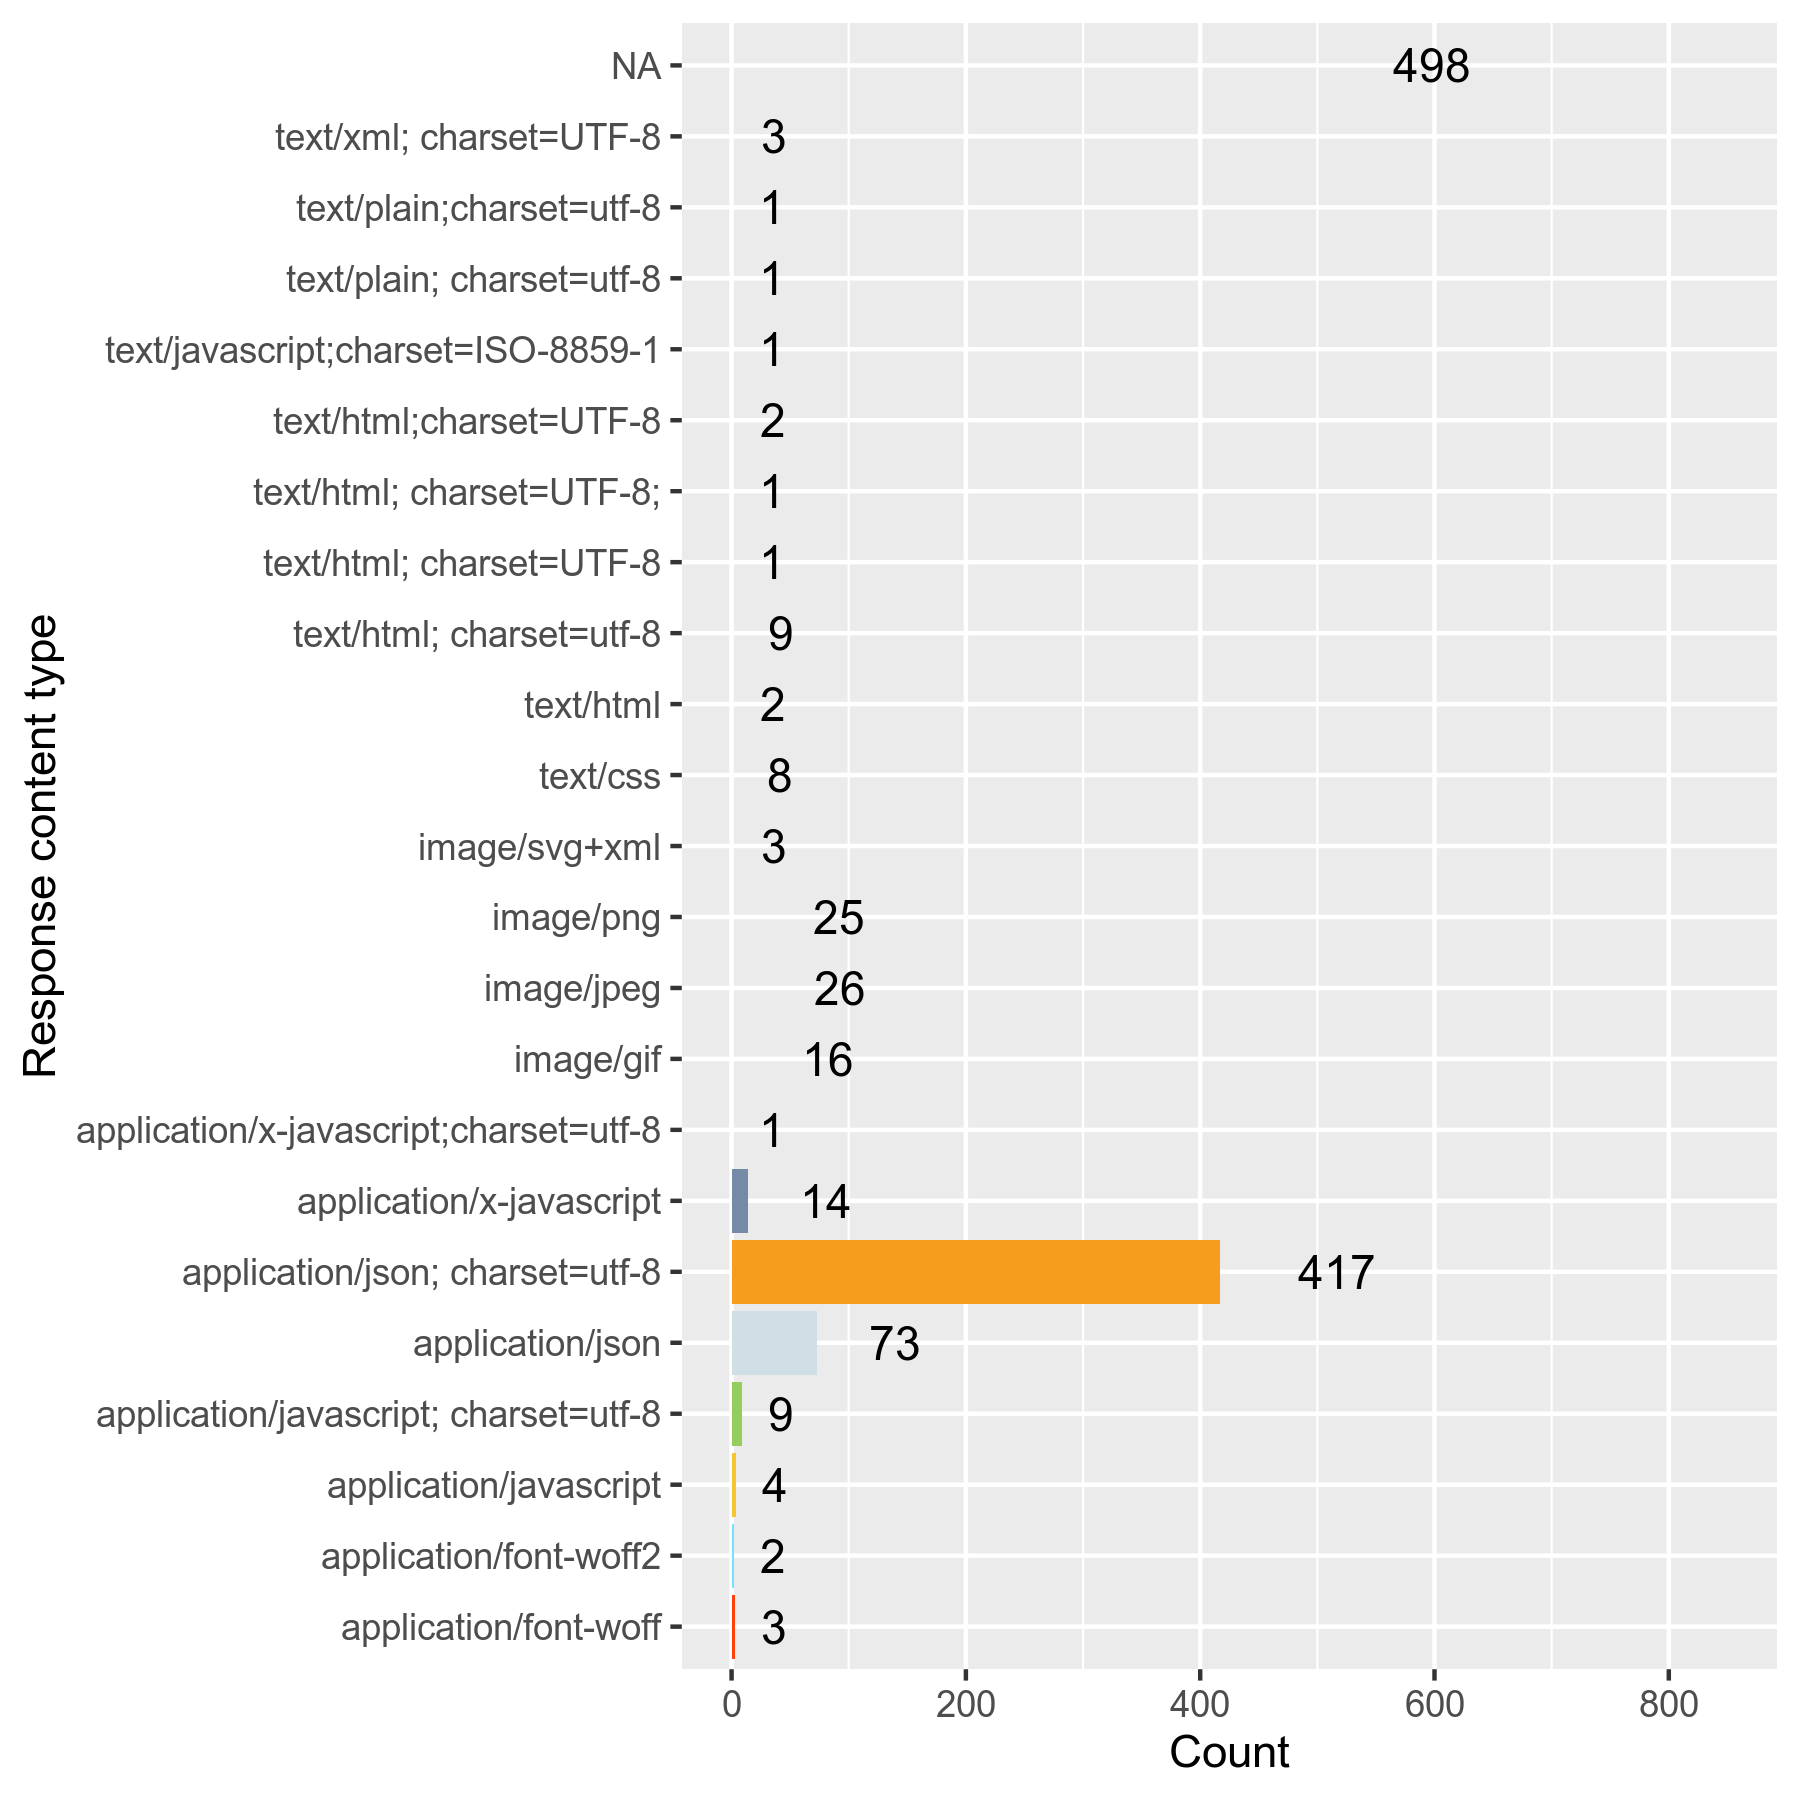 NA 498
text/xml; charset=UTF-8 3
text/plain;charset=utf-8 1
text/plain; charset=utf-8 1
text/javascript;charset=ISO-8859-1 1
text/html;charset=UTF-8 2
text/html; charset=UTF-8; 1
text/html; charset=UTF-8 1
text/html; charset=utf-8 9
text/html 2
text/css 8
image/svg+xml 3
image/png 25
image/jpeg 26
image/gif 16
application/x-javascript;charset=utf-8 1
application/x-javascript 14
application/json; charset=utf-8 417
application/json 73
application/javascript; charset=utf-8 9
application/javascript 4
application/font-woff2 2
application/font-woff 3
0 200 400 600 800
Count
Response content type